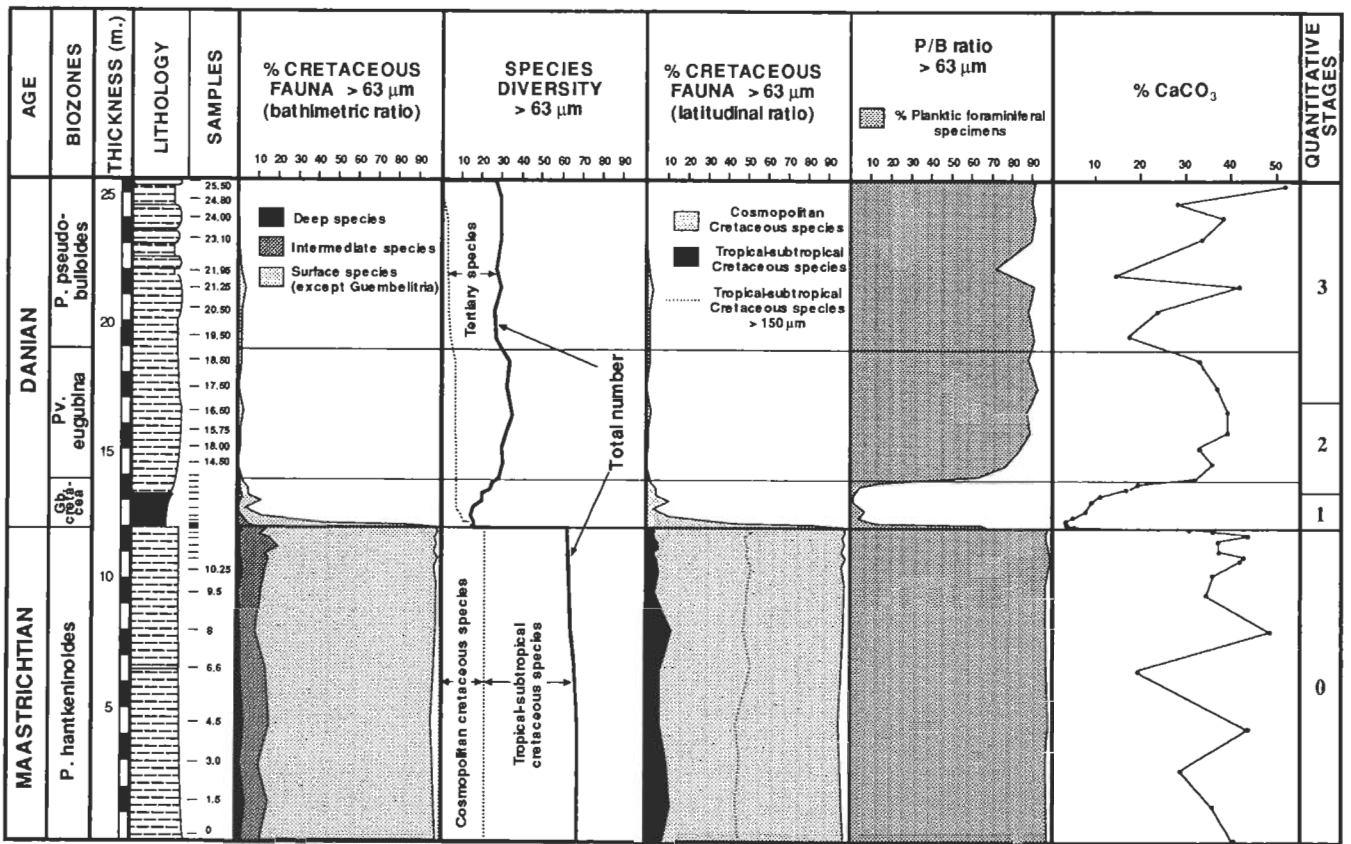 AGE
BIOZONES
THICKNESS (m.)
LITHOLOGY
SAMPLES
% CRETACEOUS
FAUNA > 63 µm
(bathimetric ratio)
10 20 30 40 50 60 70 80 90
SPECIES
DIVERSITY
> 63 µm
10 20 30 40 50 60 70 80 90
% CRETACEOUS
FAUNA > 63 µm
(latitudinal ratio)
10 20 30 40 50 60 70 80 90
P/B ratio
> 63 µm
% Planktic foraminiferal
specimens
10 20 30 40 50 60 70 80 90
% CaCO₃
10 20 30 40 50
QUANTITATIVE
STAGES
DANIAN
MAASTRICHTIAN
P. pseudo-
bulloides
Pv.
eugubina
Gb.
cretá-
cea
P. hantkeninoides
25
20
15
10
5
25.50
24.80
24.00
23.10
21.95
21.25
20.50
19.50
18.80
17.60
16.60
15.75
18.00
14.80
10.25
9.5
8
6.6
4.5
3.0
1.5
0
Deep species
Intermediate species
Surface species
(except Guembelitria)
Tertiary species
Total number
Cosmopolitan cretaceous species
Tropical-subtropical
cretaceous species
Cosmopolitan
Cretaceous species
Tropical-subtropical
Cretaceous species
Tropical-subtropical
Cretaceous species
> 150 µm
3
2
1
0